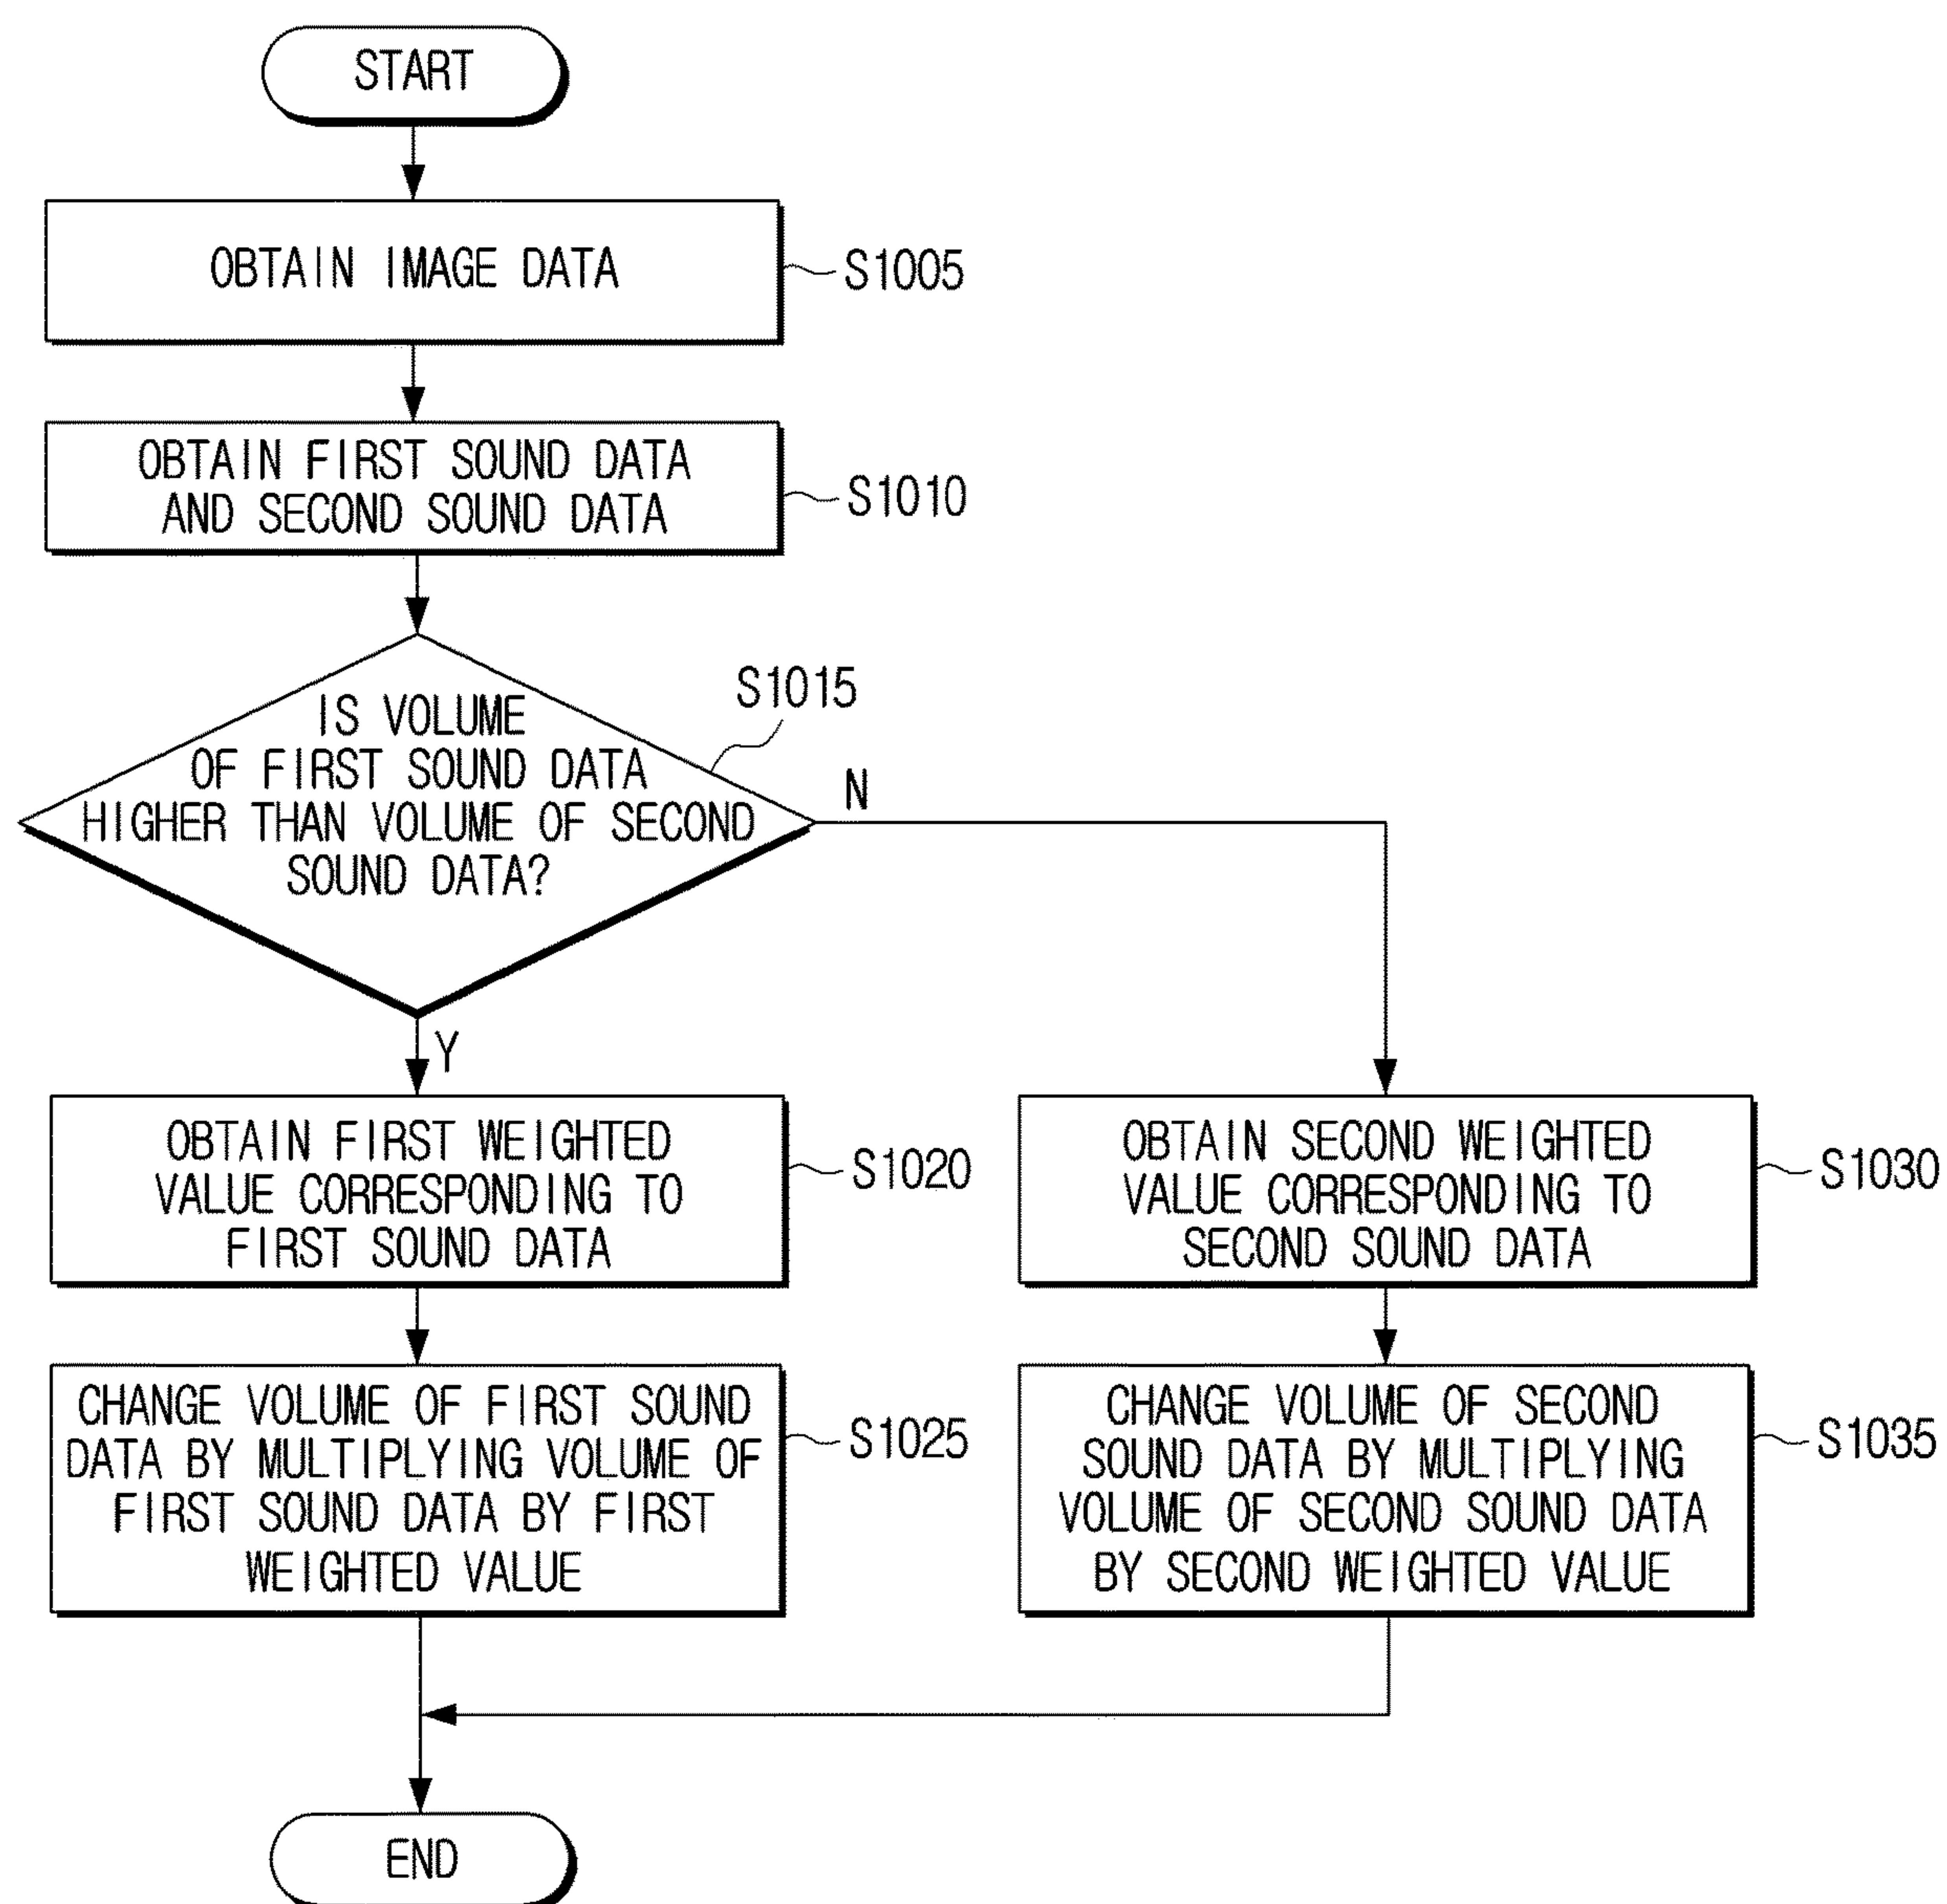 START
OBTAIN IMAGE DATA
S1005
OBTAIN FIRST SOUND DATA
AND SECOND SOUND DATA
S1010
IS VOLUME
OF FIRST SOUND DATA
HIGHER THAN VOLUME OF SECOND
SOUND DATA?
S1015
N
Y
OBTAIN FIRST WEIGHTED
VALUE CORRESPONDING TO
FIRST SOUND DATA
S1020
OBTAIN SECOND WEIGHTED
VALUE CORRESPONDING TO
SECOND SOUND DATA
S1030
CHANGE VOLUME OF FIRST SOUND
DATA BY MULTIPLYING VOLUME OF
FIRST SOUND DATA BY FIRST
WEIGHTED VALUE
S1025
CHANGE VOLUME OF SECOND
SOUND DATA BY MULTIPLYING
VOLUME OF SECOND SOUND DATA
BY SECOND WEIGHTED VALUE
S1035
END